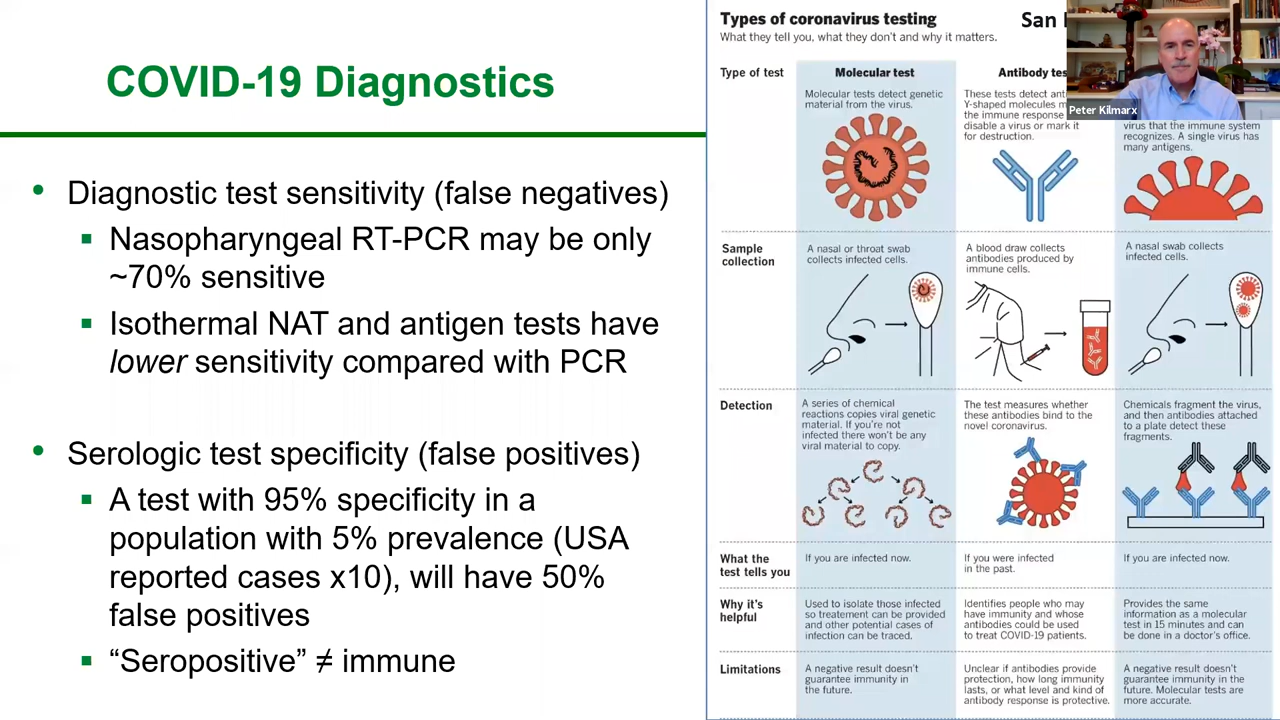 COVID-19 Diagnostics
• Diagnostic test sensitivity (false negatives)
▪ Nasopharyngeal RT-PCR may be only
~70% sensitive
▪ Isothermal NAT and antigen tests have
lower sensitivity compared with PCR
• Serologic test specificity (false positives)
▪ A test with 95% specificity in a
population with 5% prevalence (USA
reported cases x10), will have 50%
false positives
▪ “Seropositive” ≠ immune
Types of coronavirus testing
San
What they tell you, what they don't and why it matters.
Peter Kilmarx
Type of test
Molecular test
Molecular tests detect genetic
material from the virus.
Antibody
These tests detect
Y-shaped molecules
the immune response
disable a virus or mark it
for destruction.
virus that the immune system
recognizes. A single virus has
many antigens.
Sample
collection
A nasal or throat swab
collects infected cells.
A blood draw collects
antibodies produced by
immune cells.
A nasal swab collects
infected cells.
Detection
A series of chemical
reactions copies viral genetic
material. If you're not
infected there won't be any
viral material to copy.
The test measures whether
these antibodies bind to the
novel coronavirus.
Chemicals fragment the virus,
and then antibodies attached
to a plate detect these
fragments.
What the
test tells you
If you are infected now.
If you were infected
in the past.
If you are infected now.
Why it's
helpful
Used to isolate those infected
so treatment can be provided
and other potential cases of
infection can be traced.
Identifies people who may
have immunity and whose
antibodies could be used
to treat COVID-19 patients.
Provides the same
information as a molecular
test in 15 minutes and can
be done in a doctor's office.
Limitations
A negative result doesn't
guarantee immunity in
the future.
Unclear if antibodies provide
protection, how long immunity
lasts, or what level and kind of
antibody response is protective.
A negative result doesn't
guarantee immunity in the
future. Molecular tests are
more accurate.